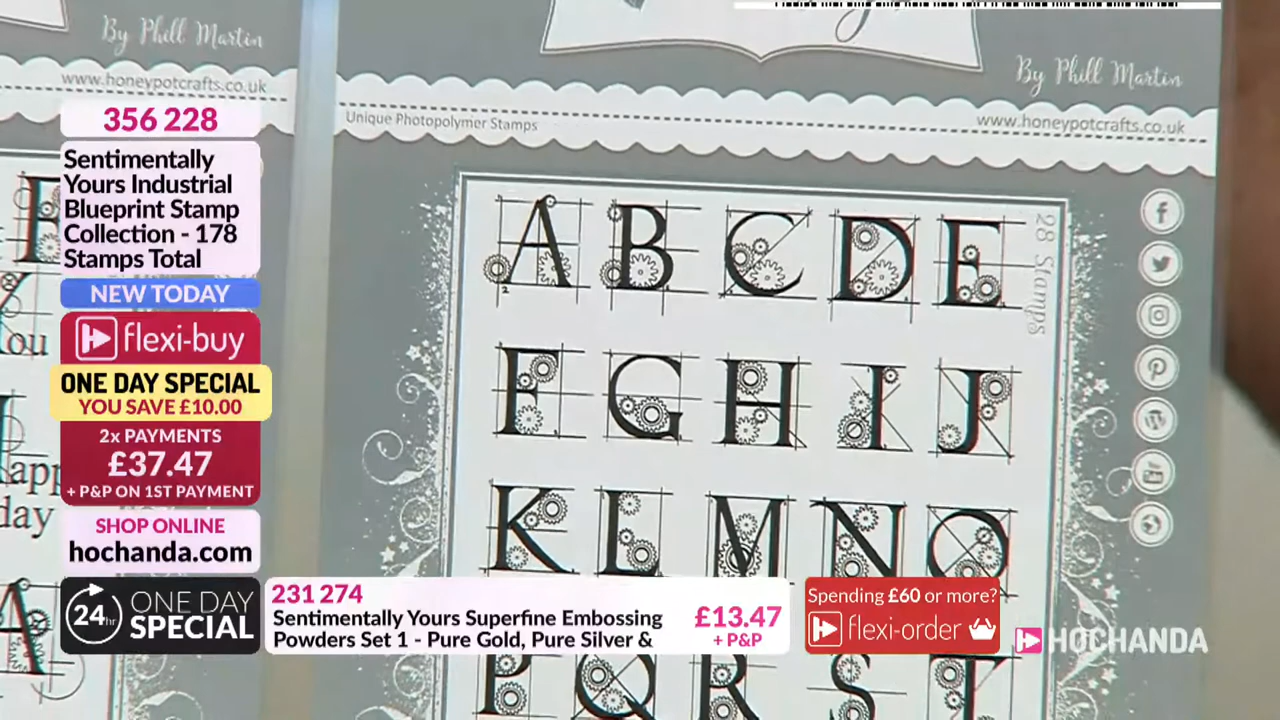 By Phill Martin
www.honeypotcrafts.co.uk
By Phill Martin
Unique Photopolymer Stamps
www.honeypotcrafts.co.uk
356 228
Sentimentally
Yours Industrial
Blueprint Stamp
Collection - 178
Stamps Total
NEW TODAY
flexi-buy
ONE DAY SPECIAL
YOU SAVE £10.00
2x PAYMENTS
£37.47
+ P&P ON 1ST PAYMENT
SHOP ONLINE
hochanda.com
24hr
ONE DAY
SPECIAL
A B C D E
28 Stamps
F G H I J
K L M N O
P Q R S T
231 274
Sentimentally Yours Superfine Embossing
Powders Set 1 - Pure Gold, Pure Silver &
£13.47
+ P&P
Spending £60 or more?
flexi-order
HOCHANDA